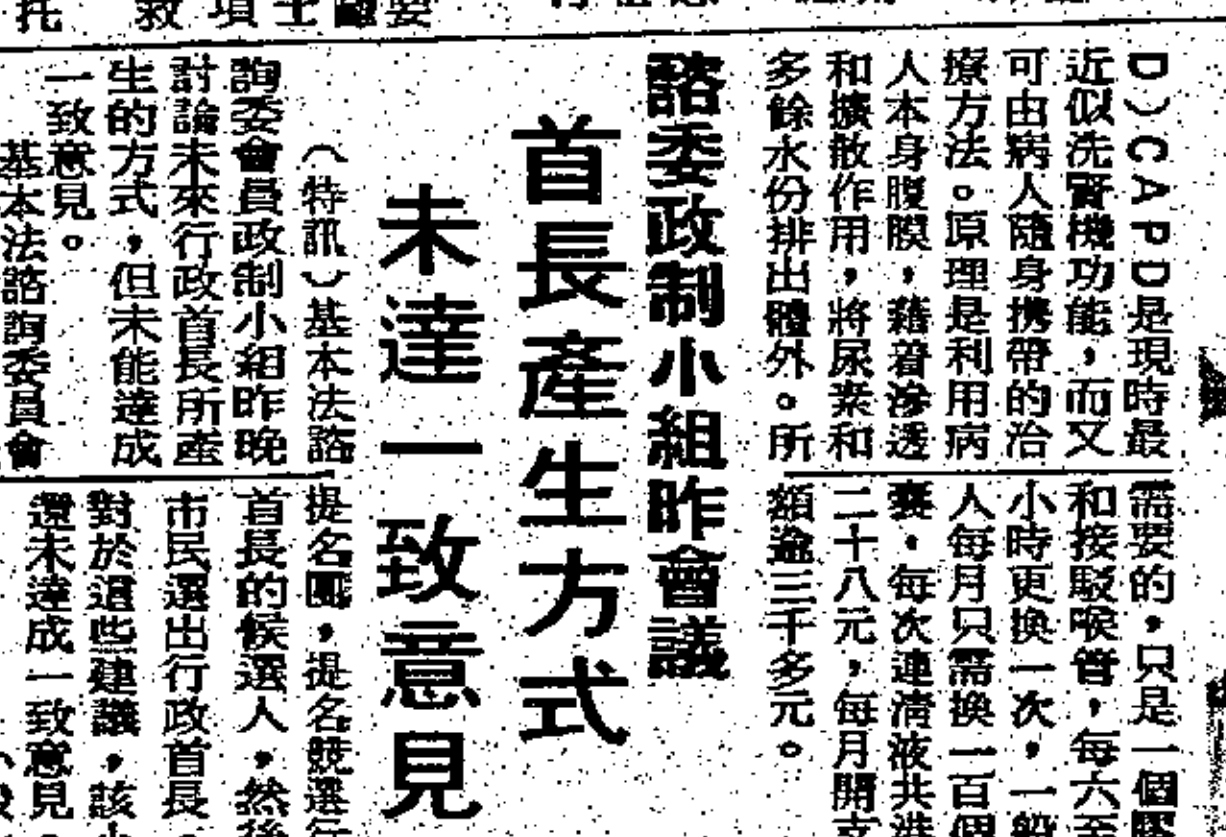 D）CAPD是現時最
近似洗腎機功能，而又
可由病人隨身携帶的治
療方法。原理是利用病
人本身腹膜，藉着滲透
和擴散作用，將尿素和
多餘水份排出體外。所
需要的，只是一個膠
和接駁喉管，每六至
小時更換一次，一般
人每月只需換一百個
囊，每次連清液共
二十八元，每月開支
額逾三千多元。
諮委政制小組昨會議
首長產生方式
未達一致意見
（特訊）基本法諮
詢委會員政制小組昨晚
討論未來行政首長所產
生的方式，但未能達成
一致意見。
基本法諮詢委員會
提名團，提名競選行
首長的候選人，然後
市民選出行政首長。
對於這些建議，該小
還未達成一致意見。